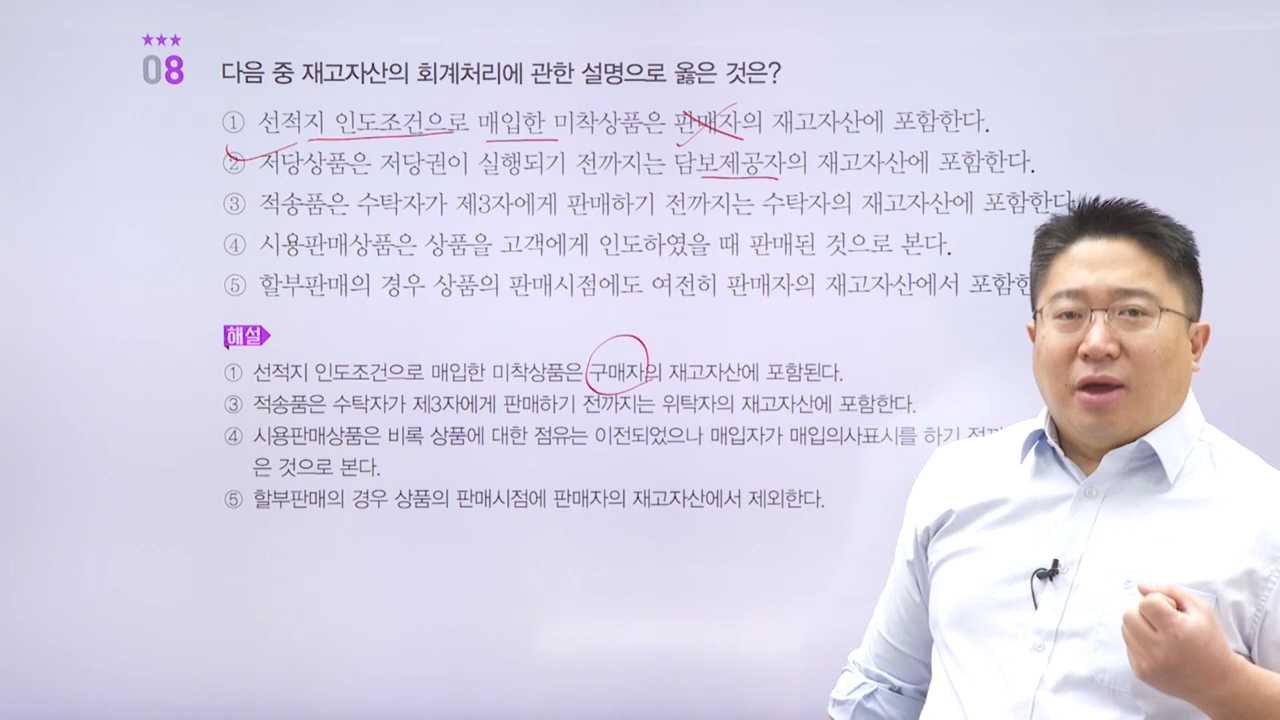 ★★★
08 다음 중 재고자산의 회계처리에 관한 설명으로 옳은 것은?
① 선적지 인도조건으로 매입한 미착상품은 판매자의 재고자산에 포함한다.
② 저당상품은 저당권이 실행되기 전까지는 담보제공자의 재고자산에 포함한다.
③ 적송품은 수탁자가 제3자에게 판매하기 전까지는 수탁자의 재고자산에 포함한다
④ 시용판매상품은 상품을 고객에게 인도하였을 때 판매된 것으로 본다.
⑤ 할부판매의 경우 상품의 판매시점에도 여전히 판매자의 재고자산에서 포함한
해설
① 선적지 인도조건으로 매입한 미착상품은 구매자의 재고자산에 포함된다.
③ 적송품은 수탁자가 제3자에게 판매하기 전까지는 위탁자의 재고자산에 포함한다.
④ 시용판매상품은 비록 상품에 대한 점유는 이전되었으나 매입자가 매입의사표시를 하기
은 것으로 본다.
⑤ 할부판매의 경우 상품의 판매시점에 판매자의 재고자산에서 제외한다.